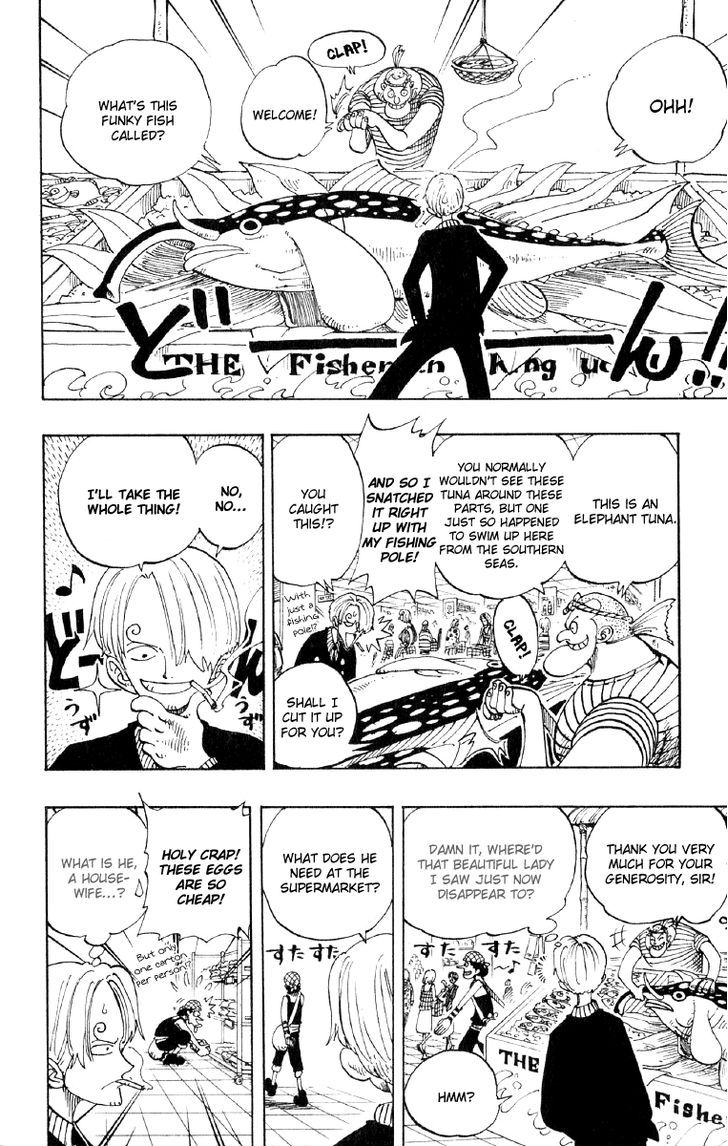 OHH!
CLAP!
WELCOME!
WHAT'S THIS
FUNKY FISH
CALLED?
どん!!
THE Fisher
THIS IS AN
ELEPHANT TUNA.
YOU NORMALLY
WOULDN'T SEE THESE
TUNA AROUND THESE
PARTS, BUT ONE
JUST SO HAPPENED
TO SWIM UP HERE
FROM THE SOUTHERN
SEAS.
AND SO I
SNATCHED
IT RIGHT
UP WITH
MY FISHING
POLE!
YOU
CAUGHT
THIS!?
With
just a
fishing
pole!?
CLAP!
SHALL
I CUT IT UP
FOR YOU?
NO,
NO...
I'LL TAKE THE
WHOLE THING!
うず
うず
THANK YOU VERY
MUCH FOR YOUR
GENEROSITY, SIR!
DAMN IT, WHERE'D
THAT BEAUTIFUL LADY
I SAW JUST NOW
DISAPPEAR TO?
すた すた
HMM?
THE Fishe
WHAT DOES HE
NEED AT THE
SUPERMARKET?
すた すた
HOLY CRAP!
THESE EGGS
ARE SO
CHEAP!
But only
one carton
per person?
WHAT IS HE,
A HOUSE-
WIFE...?